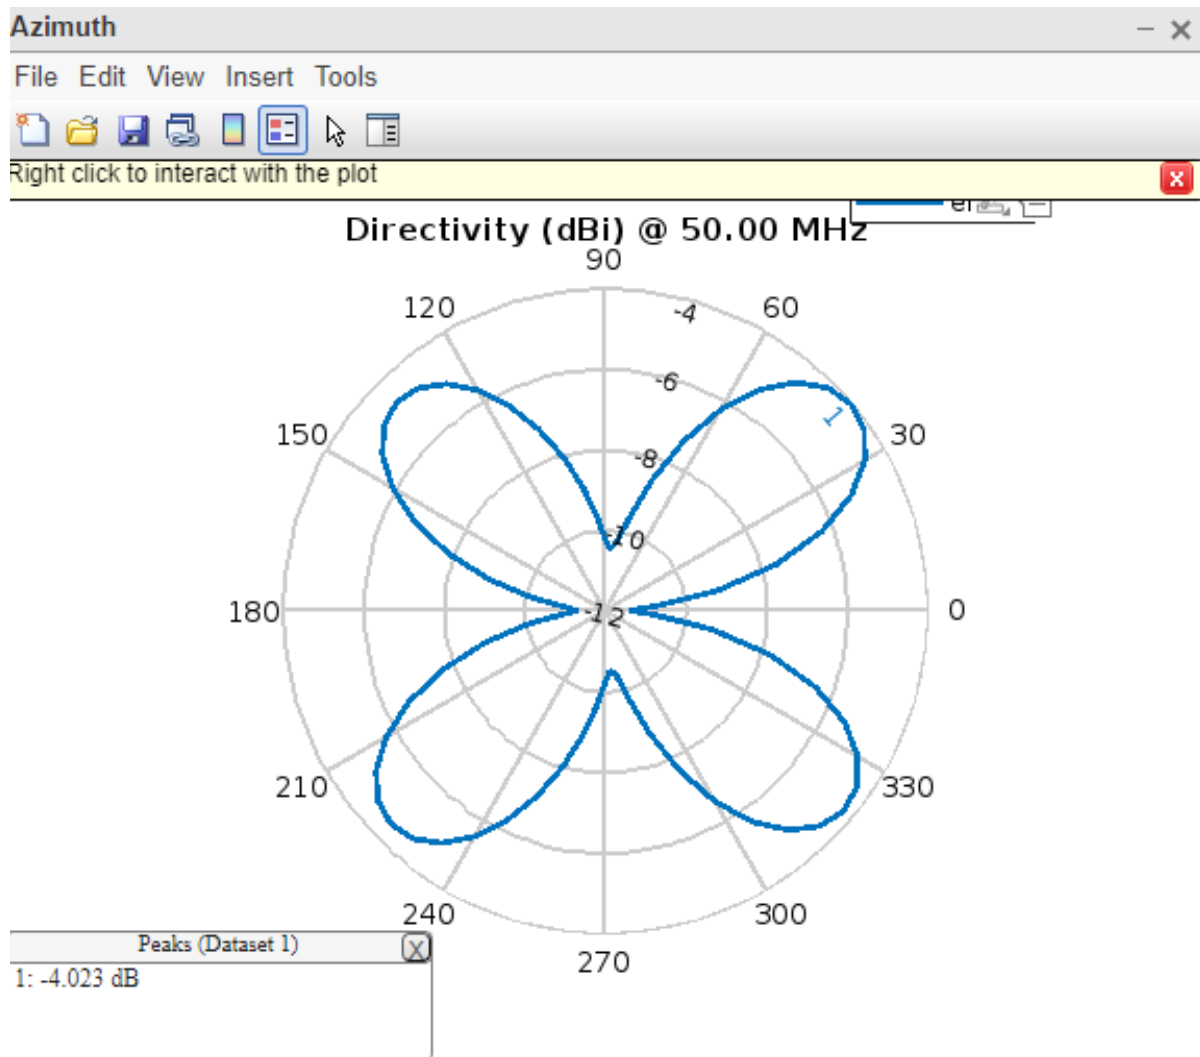 Azimuth
File Edit View Insert Tools
Right click to interact with the plot
Directivity (dBi) @ 50.00 MHz
90
120 -4 60
-6
150 30
-8
-10
180 -12 0
210 330
240 300
270
1
Peaks (Dataset 1) X
1: -4.023 dB